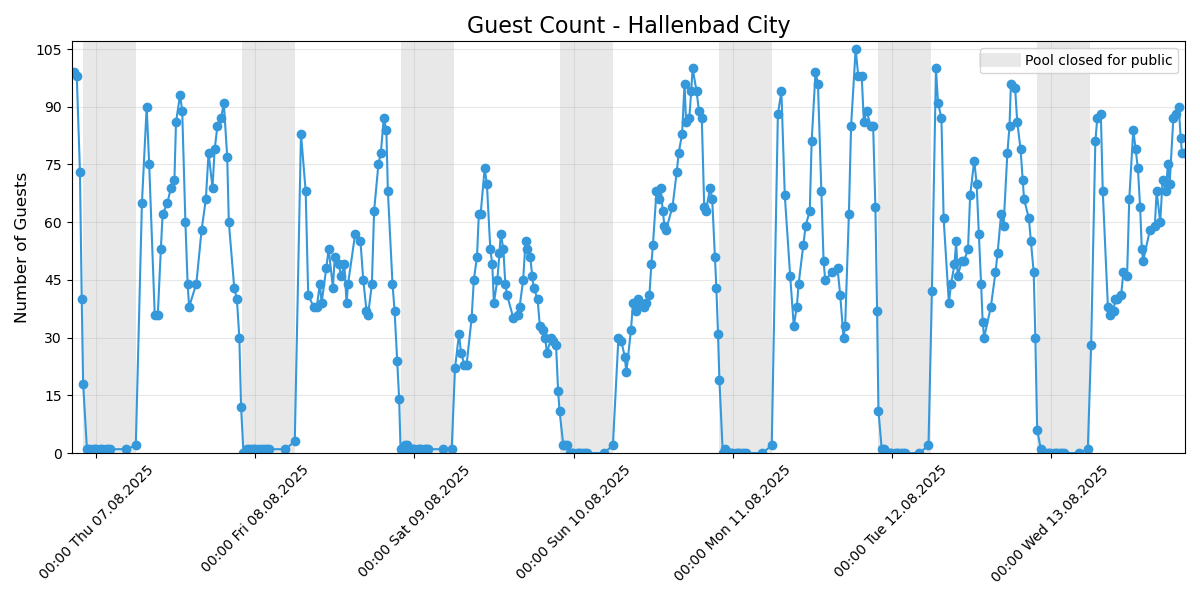 Guest Count - Hallenbad City
Pool closed for public
Number of Guests
105
90
75
60
45
30
15
0
00:00 Thu 07.08.2025
00:00 Fri 08.08.2025
00:00 Sat 09.08.2025
00:00 Sun 10.08.2025
00:00 Mon 11.08.2025
00:00 Tue 12.08.2025
00:00 Wed 13.08.2025